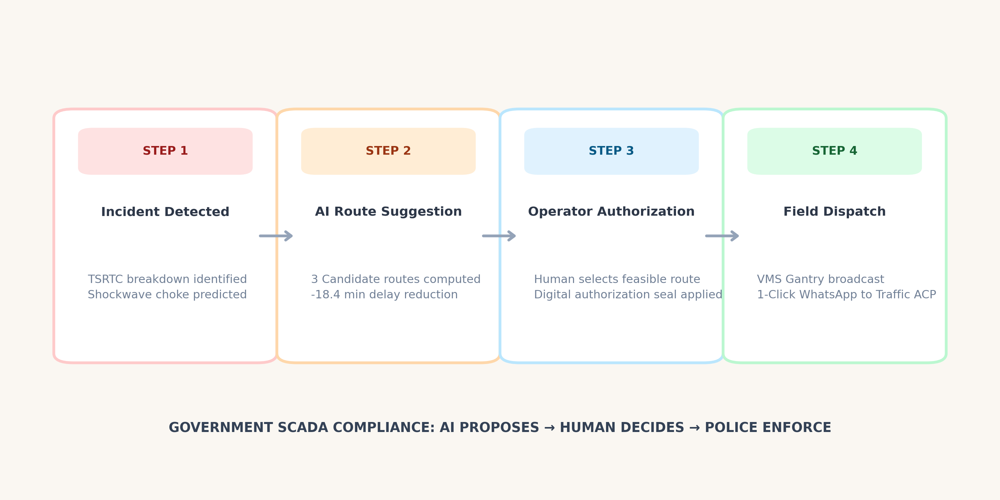 STEP 1
Incident Detected
TSRTC breakdown identified
Shockwave choke predicted
STEP 2
AI Route Suggestion
3 Candidate routes computed
-18.4 min delay reduction
STEP 3
Operator Authorization
Human selects feasible route
Digital authorization seal applied
STEP 4
Field Dispatch
VMS Gantry broadcast
1-Click WhatsApp to Traffic ACP
GOVERNMENT SCADA COMPLIANCE: AI PROPOSES → HUMAN DECIDES → POLICE ENFORCE